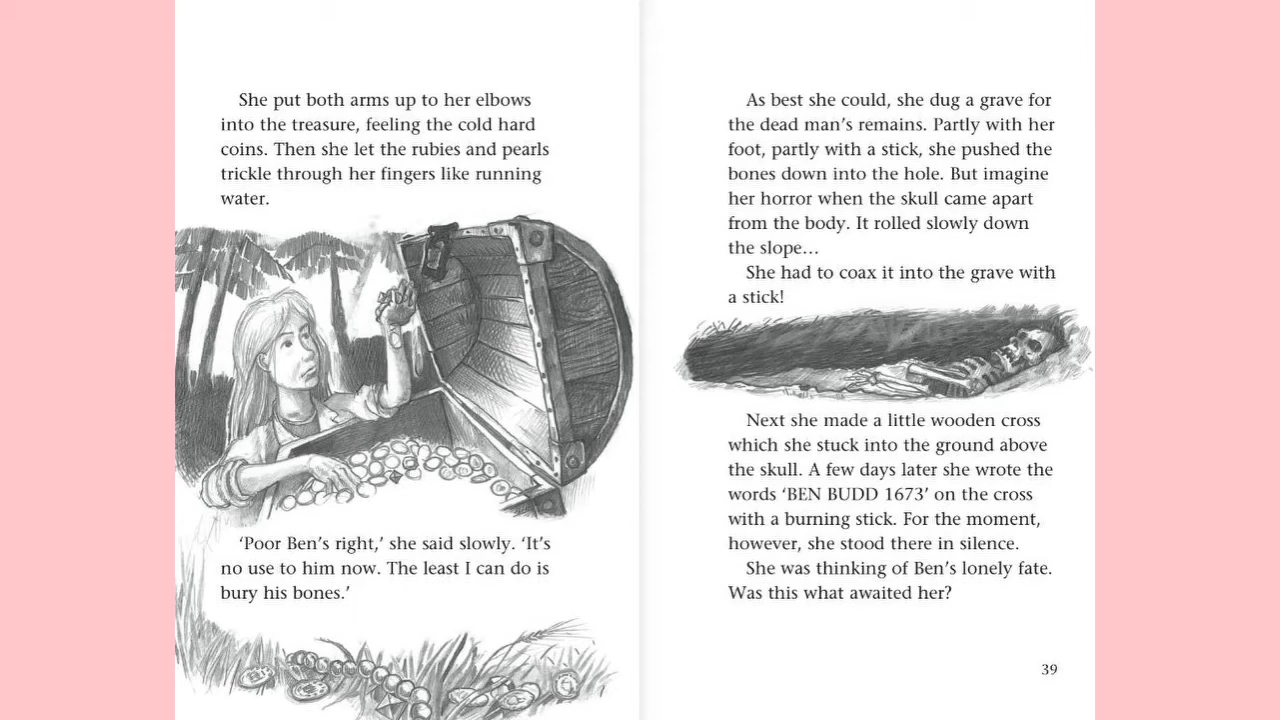 She put both arms up to her elbows
into the treasure, feeling the cold hard
coins. Then she let the rubies and pearls
trickle through her fingers like running
water.
‘Poor Ben’s right,’ she said slowly. ‘It’s
no use to him now. The least I can do is
bury his bones.’
As best she could, she dug a grave for
the dead man’s remains. Partly with her
foot, partly with a stick, she pushed the
bones down into the hole. But imagine
her horror when the skull came apart
from the body. It rolled slowly down
the slope…
She had to coax it into the grave with
a stick!
Next she made a little wooden cross
which she stuck into the ground above
the skull. A few days later she wrote the
words ‘BEN BUDD 1673’ on the cross
with a burning stick. For the moment,
however, she stood there in silence.
She was thinking of Ben’s lonely fate.
Was this what awaited her?
39